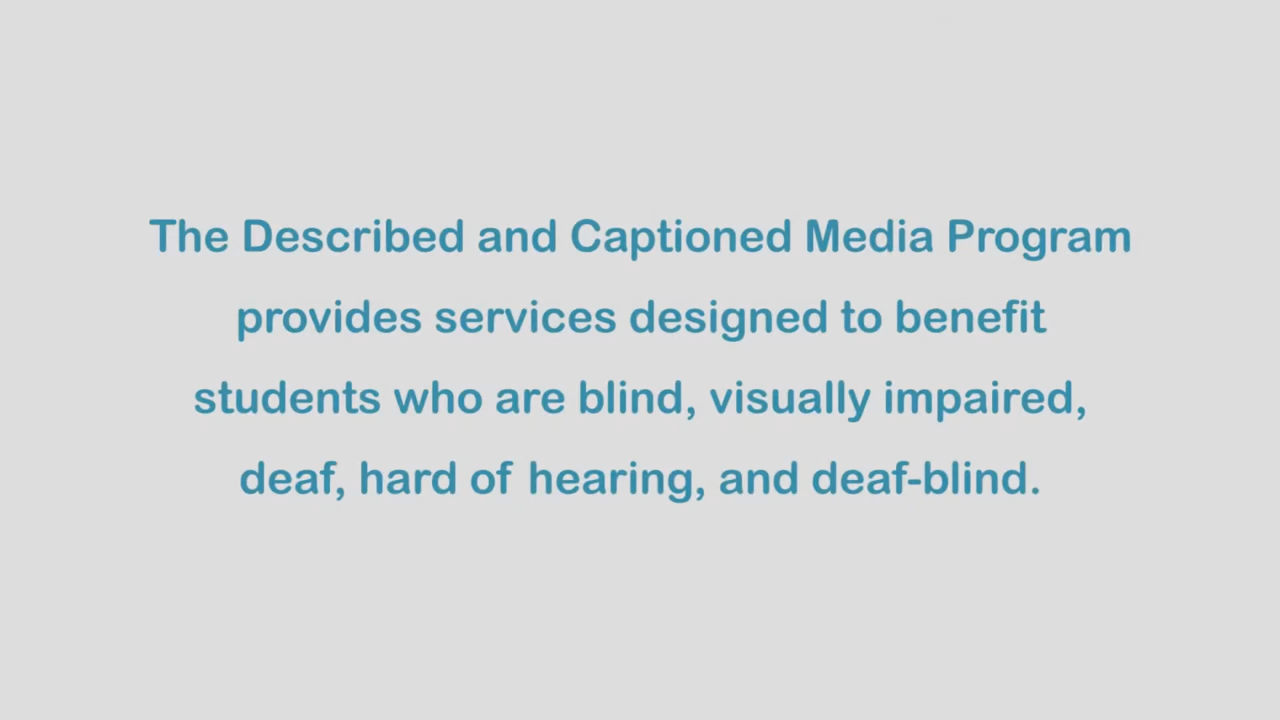 The Described and Captioned Media Program
provides services designed to benefit
students who are blind, visually impaired,
deaf, hard of hearing, and deaf-blind.